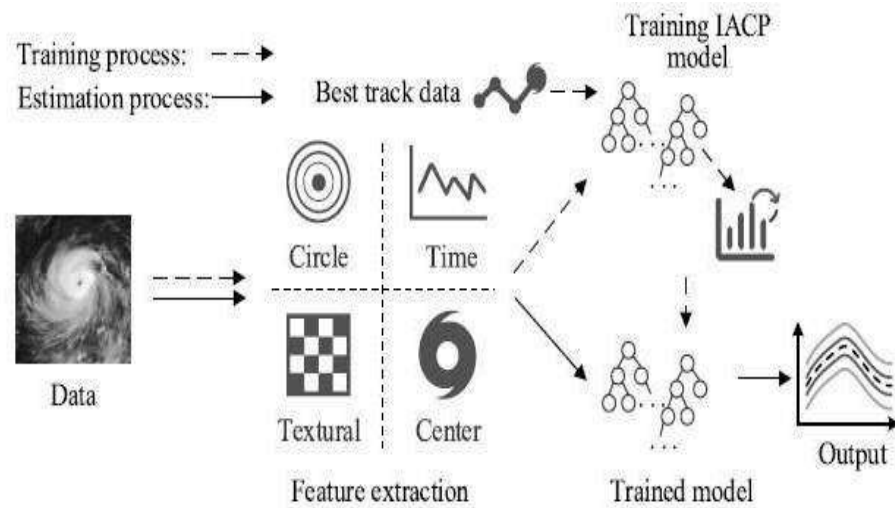 Training process:
Estimation process:
Best track data
Training IACP
model
Circle
Time
Data
Textural
Center
Feature extraction
Trained model
Output